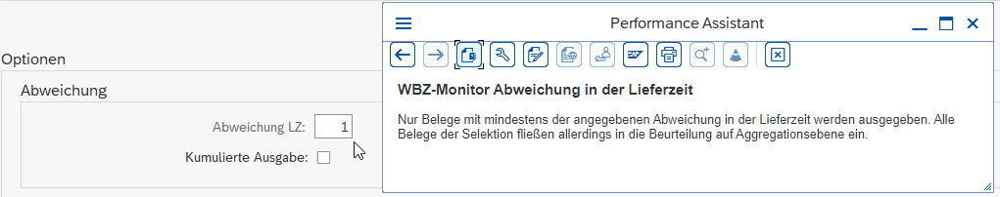 Performance Assistant
Optionen
Abweichung
Abweichung LZ: 1
Kumulierte Ausgabe:
WBZ-Monitor Abweichung in der Lieferzeit
Nur Belege mit mindestens der angegebenen Abweichung in der Lieferzeit werden ausgegeben. Alle
Belege der Selektion fließen allerdings in die Beurteilung auf Aggregationsebene ein.